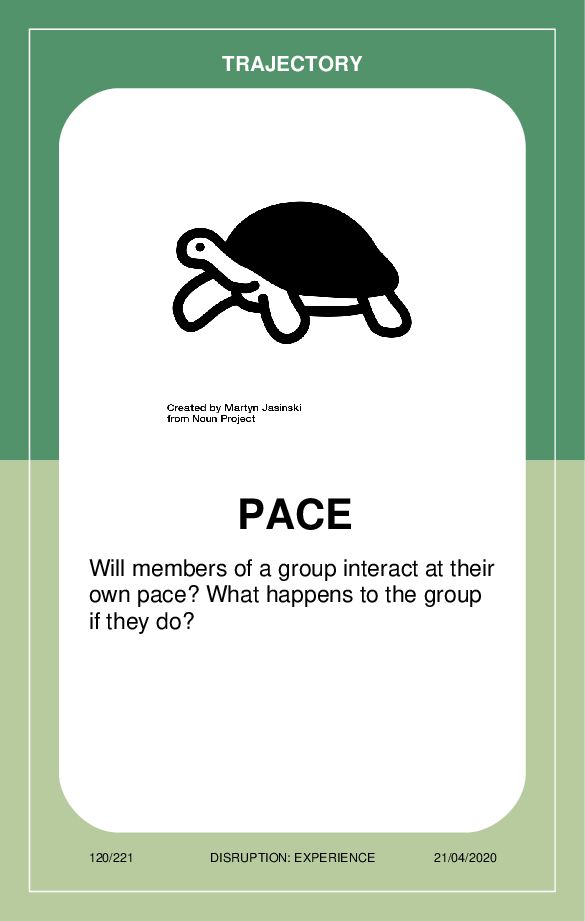 TRAJECTORY
Created by Martyn Jasinski
from Noun Project
PACE
Will members of a group interact at their
own pace? What happens to the group
if they do?
120/221 DISRUPTION: EXPERIENCE 21/04/2020